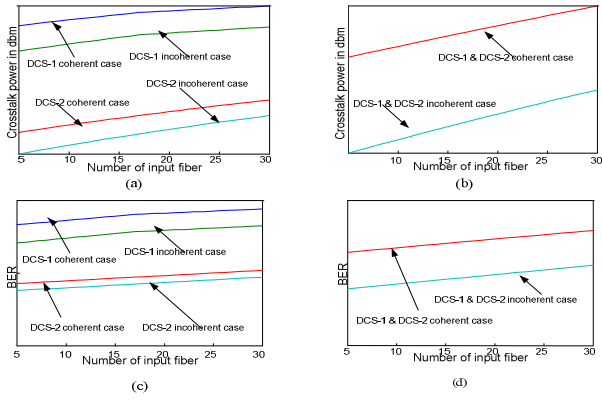 Crosstalk power in dbm
DCS-1 coherent case
DCS-1 incoherent case
DCS-2 incoherent case
DCS-2 coherent case
5 10 15 20 25 30
Number of input fiber
(a)
Crosstalk power in dbm
DCS-1 & DCS-2 coherent case
DCS-1 & DCS-2 incoherent case
10 15 20 25 30
Number of input fiber
(b)
BER
DCS-1 coherent case
DCS-1 incoherent case
DCS-2 coherent case
DCS-2 incoherent case
5 10 15 20 25 30
Number of input fiber
(c)
BER
DCS-1 & DCS-2 incoherent case
DCS-1 & DCS-2 coherent case
5 10 15 20 25 30
Number of input fiber
(d)